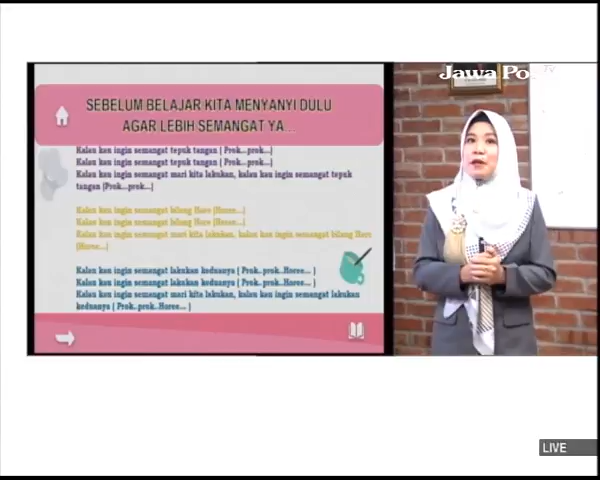 Jawa Po
TV
SEBELUM BELAJAR KITA MENYANYI DULU
AGAR LEBIH SEMANGAT YA...
Kalau kau ingin semangat tepuk tangan ( Prok...prok...)
Kalau kau ingin semangat tepuk tangan ( Prok...prok...)
Kalau kau ingin semangat mari kita lakukan, kalau kau ingin semangat tepuk
tangan (Prok...prok...)
Kalau kau ingin semangat bilang Hore (Horee...)
Kalau kau ingin semangat bilang Hore (Horee...)
Kalau kau ingin semangat mari kita lakukan, kalau kau ingin semangat bilang Hore
(Horee...)
Kalau kau ingin semangat lakukan keduanya ( Prok..prok..Horee... )
Kalau kau ingin semangat lakukan keduanya ( Prok..prok..Horee... )
Kalau kau ingin semangat mari kita lakukan, kalau kau ingin semangat lakukan
keduanya ( Prok..prok..Horee... )
LIVE